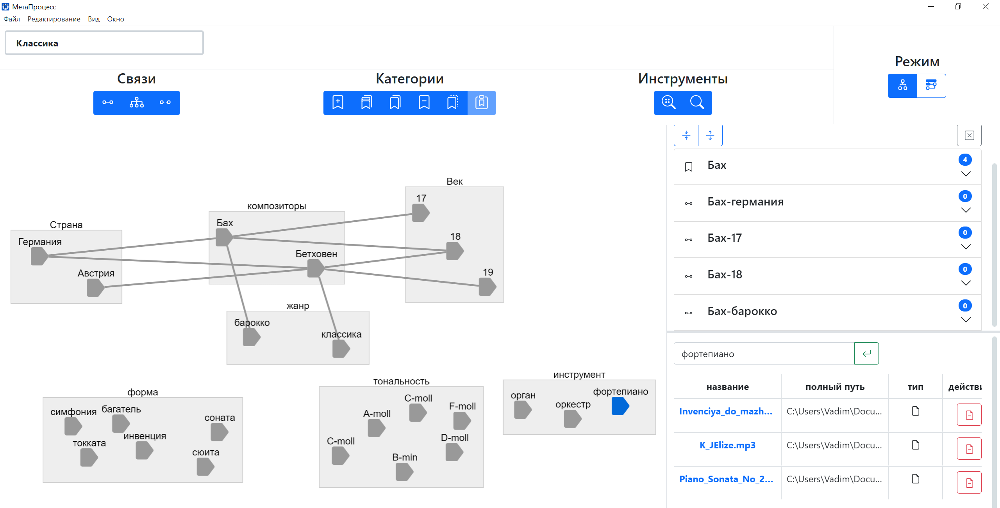 МетаПроцесс
Файл Редактирование Вид Окно
Классика
Связи
Категории
Инструменты
Режим
Страна
Германия
Австрия
композиторы
Бах
Бетховен
Век
17
18
19
жанр
барокко
классика
форма
симфония
багатель
соната
токката
инвенция
сюита
тональность
C-moll
A-moll
F-moll
C-moll
D-moll
B-min
инструмент
орган
оркестр
фортепиано
Бах 4
Бах-германия 0
Бах-17 0
Бах-18 0
Бах-барокко 0
фортепиано
название полный путь тип действи
Invenciya_do_mazh... C:\Users\Vadim\Docu...
K_JElize.mp3 C:\Users\Vadim\Docu...
Piano_Sonata_No_2... C:\Users\Vadim\Docu...